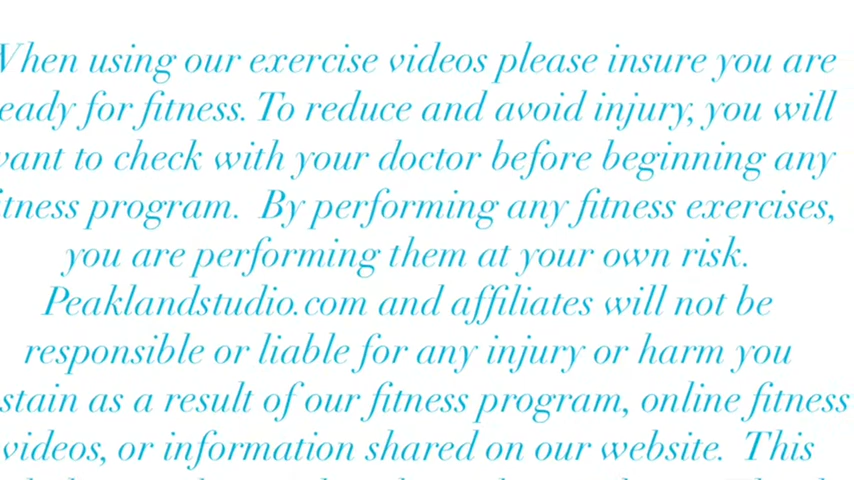 When using our exercise videos please insure you are
eady for fitness. To reduce and avoid injury, you will
vant to check with your doctor before beginning any
itness program. By performing any fitness exercises,
you are performing them at your own risk.
Peaklandstudio.com and affiliates will not be
responsible or liable for any injury or harm you
stain as a result of our fitness program, online fitness
videos, or information shared on our website. This